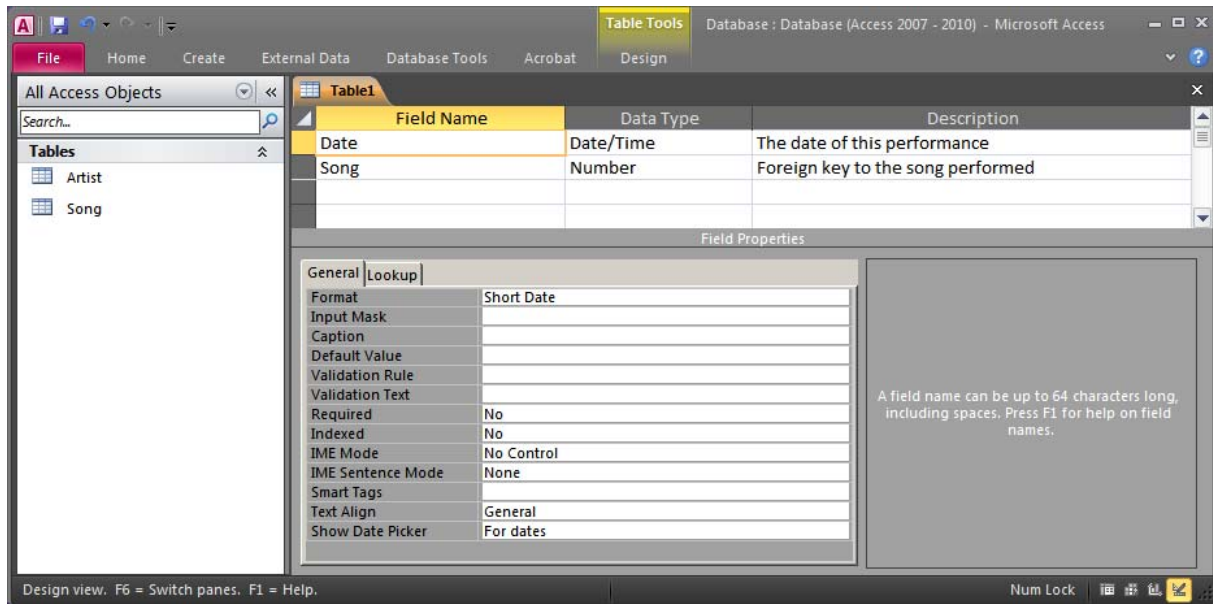 A
Table Tools
Database : Database (Access 2007 - 2010) - Microsoft Access
File Home Create External Data Database Tools Acrobat Design
All Access Objects
Search...
Tables
Artist
Song
Table1
Field Name Data Type Description
Date Date/Time The date of this performance
Song Number Foreign key to the song performed
Field Properties
General Lookup
Format Short Date
Input Mask
Caption
Default Value
Validation Rule
Validation Text
Required No
Indexed No
IME Mode No Control
IME Sentence Mode None
Smart Tags
Text Align General
Show Date Picker For dates
A field name can be up to 64 characters long,
including spaces. Press F1 for help on field
names.
Design view. F6 = Switch panes. F1 = Help.
Num Lock